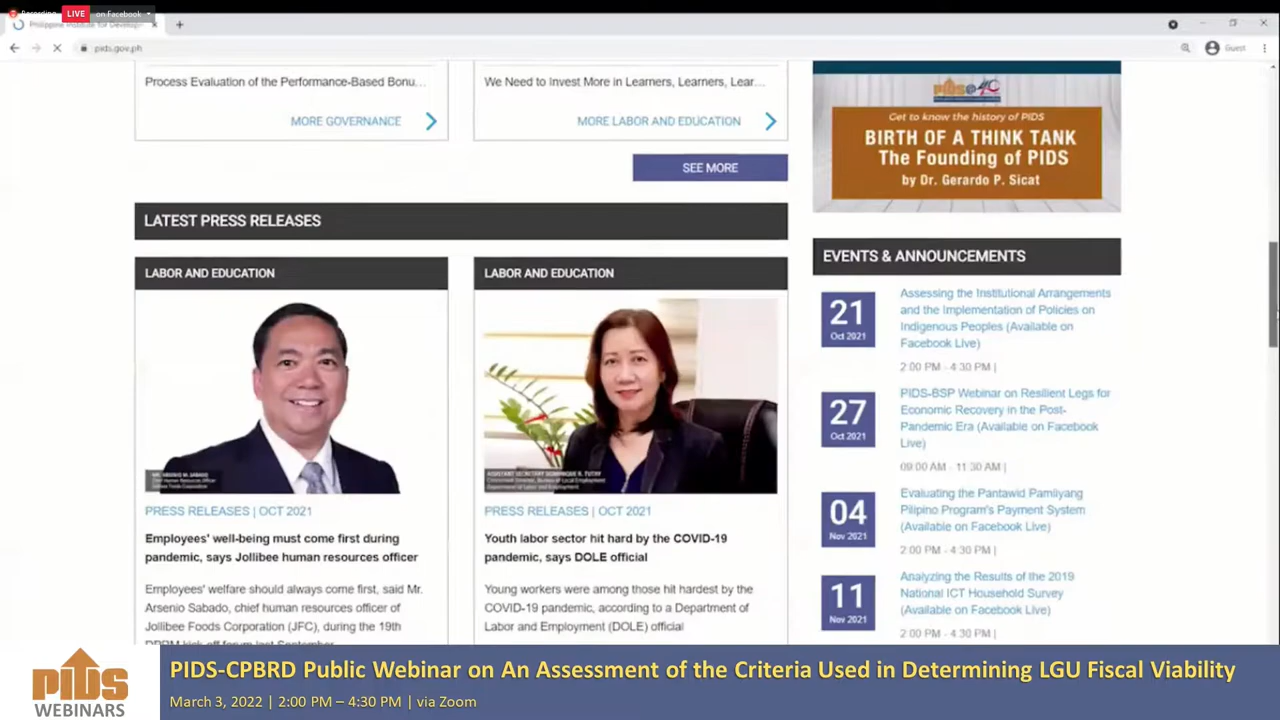 Recording
LIVE
on Facebook
Philippine Institute for Develop
pids.gov.ph
Guest
Process Evaluation of the Performance-Based Bonu...
MORE GOVERNANCE
We Need to Invest More in Learners, Learners, Lear...
MORE LABOR AND EDUCATION
SEE MORE
LATEST PRESS RELEASES
LABOR AND EDUCATION
PRESS RELEASES | OCT 2021
Employees' well-being must come first during
pandemic, says Jollibee human resources officer
Employees' welfare should always come first, said Mr.
Arsenio Sabado, chief human resources officer of
Jollibee Foods Corporation (JFC), during the 19th
DPRM kick-off forum last September
LABOR AND EDUCATION
ASSISTANT SECRETARY DOMINIQUE R. TUTAY
PRESS RELEASES | OCT 2021
Youth labor sector hit hard by the COVID-19
pandemic, says DOLE official
Young workers were among those hit hardest by the
COVID-19 pandemic, according to a Department of
Labor and Employment (DOLE) official
PIDS@40
Get to know the history of PIDS
BIRTH OF A THINK TANK
The Founding of PIDS
by Dr. Gerardo P. Sicat
EVENTS & ANNOUNCEMENTS
21
Oct 2021
Assessing the Institutional Arrangements
and the Implementation of Policies on
Indigenous Peoples (Available on
Facebook Live)
2:00 PM - 4:30 PM |
27
Oct 2021
PIDS-BSP Webinar on Resilient Legs for
Economic Recovery in the Post-
Pandemic Era (Available on Facebook
Live)
09:00 AM - 11:30 AM |
04
Nov 2021
Evaluating the Pantawid Pamilyang
Pilipino Program's Payment System
(Available on Facebook Live)
2:00 PM - 4:30 PM |
11
Nov 2021
Analyzing the Results of the 2019
National ICT Household Survey
(Available on Facebook Live)
2:00 PM - 4:30 PM |
PIDS
WEBINARS
PIDS-CPBRD Public Webinar on An Assessment of the Criteria Used in Determining LGU Fiscal Viability
March 3, 2022 | 2:00 PM – 4:30 PM | via Zoom